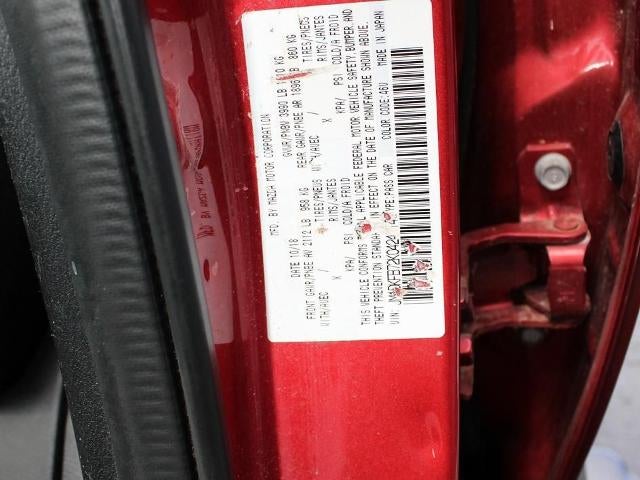 MFD. BY MAZDA MOTOR CORPORATION
DATE 10/18 GVWR/PNBV 3990 LB KG
FRONT GAWR/PNBE AV 2112 LB 958 KG REAR GAWR/PNBE AR 1896 LB 860 KG
WITH/AVEC / TIRES/PNEUS WITH/AVEC / TIRES/PNEUS
X RIMS/JANTES X RIMS/JANTES
KPA/ PSI COLD/A FROID KPA/ PSI COLD/A FROID
THIS VEHICLE CONFORMS TO ALL APPLICABLE FEDERAL MOTOR VEHICLE SAFETY, BUMPER, AND
THEFT PREVENTION STANDARDS IN EFFECT ON THE DATE OF MANUFACTURE SHOWN ABOVE.
VIN: TYPE:PASS CAR COLOR CODE:46V MADE IN JAPAN